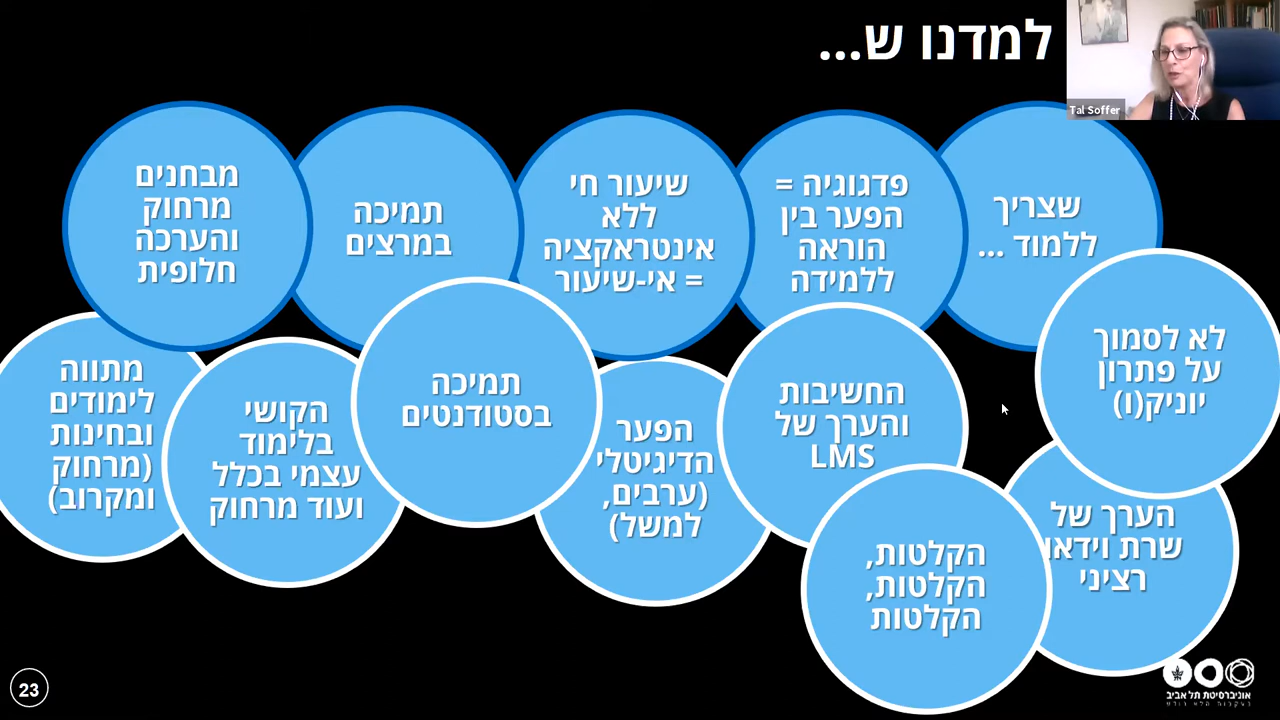 למדנו ש...
Tal Soffer
שצריך
ללמוד ...
פדגוגיה =
הפער בין
הוראה
ללמידה
שיעור חי
ללא
אינטראקציה
= אי-שיעור
תמיכה
במרצים
מבחנים
מרחוק
והערכה
חלופית
לא לסמוך
על פתרון
יוניק(ו)
הערך של
שרת וידאו
רציני
החשיבות
והערך של
LMS
הקלטות,
הקלטות,
הקלטות
הפער
הדיגיטלי
(ערבים,
למשל)
תמיכה
בסטודנטים
הקושי
בלימוד
עצמי בכלל
ועוד מרחוק
מתווה
לימודים
ובחינות
(מרחוק
ומקרוב)
23
אוניברסיטת תל אביב